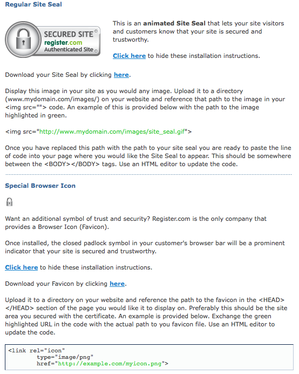 Regular Site Seal
SECURED SITE
register.com
Authenticated Site
This is an animated Site Seal that lets your site visitors
and customers know that your site is secured and
trustworthy.
Click here to hide these installation instructions.
Download your Site Seal by clicking here.
Display this image in your site as you would any image. Upload it to a directory
(www.mydomain.com/images/) on your website and reference that path to the image in your
<img src=""> code. An example of this is provided below with the path to the image
highlighted in green.
<img src="http://www.mydomain.com/images/site_seal.gif">
Once you have replaced this path with the path to your site seal you are ready to paste the line
of code into your page where you would like the Site Seal to appear. This should be somewhere
between the <BODY></BODY> tags. Use an HTML editor to update the code.
Special Browser Icon
Want an additional symbol of trust and security? Register.com is the only company that
provides a Browser Icon (Favicon).
Once installed, the closed padlock symbol in your customer's browser bar will be a prominent
indicator that your site is secured and trustworthy.
Click here to hide these installation instructions.
Download your Favicon by clicking here.
Upload it to a directory on your website and reference the path to the favicon in the <HEAD>
</HEAD> section of the page you would like it to display on. Preferably this should be the site
area you secured with the certificate. An example is provided below. Exchange the green
highlighted URL in the code with the actual path to you favicon file. Use an HTML editor to
update the code.
<link rel="icon"
type="image/png"
href="http://example.com/myicon.png">